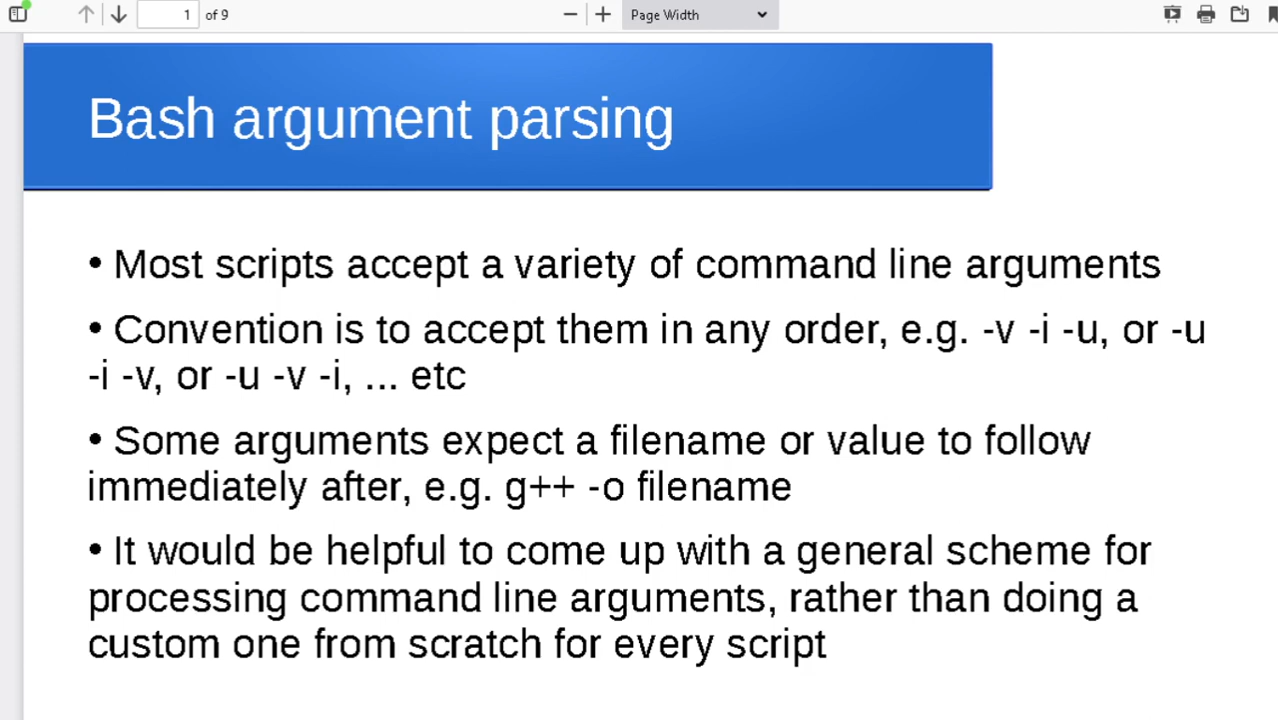 1 of 9
Page Width
Bash argument parsing
• Most scripts accept a variety of command line arguments
• Convention is to accept them in any order, e.g. -v -i -u, or -u
-i -v, or -u -v -i, ... etc
• Some arguments expect a filename or value to follow
immediately after, e.g. g++ -o filename
• It would be helpful to come up with a general scheme for
processing command line arguments, rather than doing a
custom one from scratch for every script